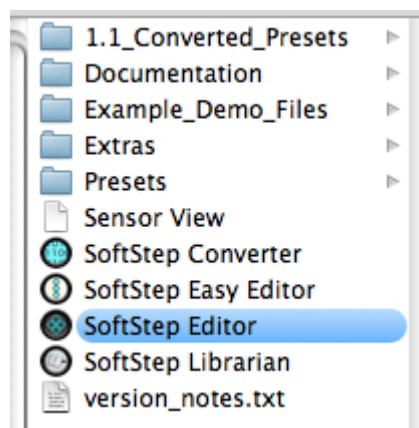 1.1_Converted_Presets
Documentation
Example_Demo_Files
Extras
Presets
Sensor View
SoftStep Converter
SoftStep Easy Editor
SoftStep Editor
SoftStep Librarian
version_notes.txt